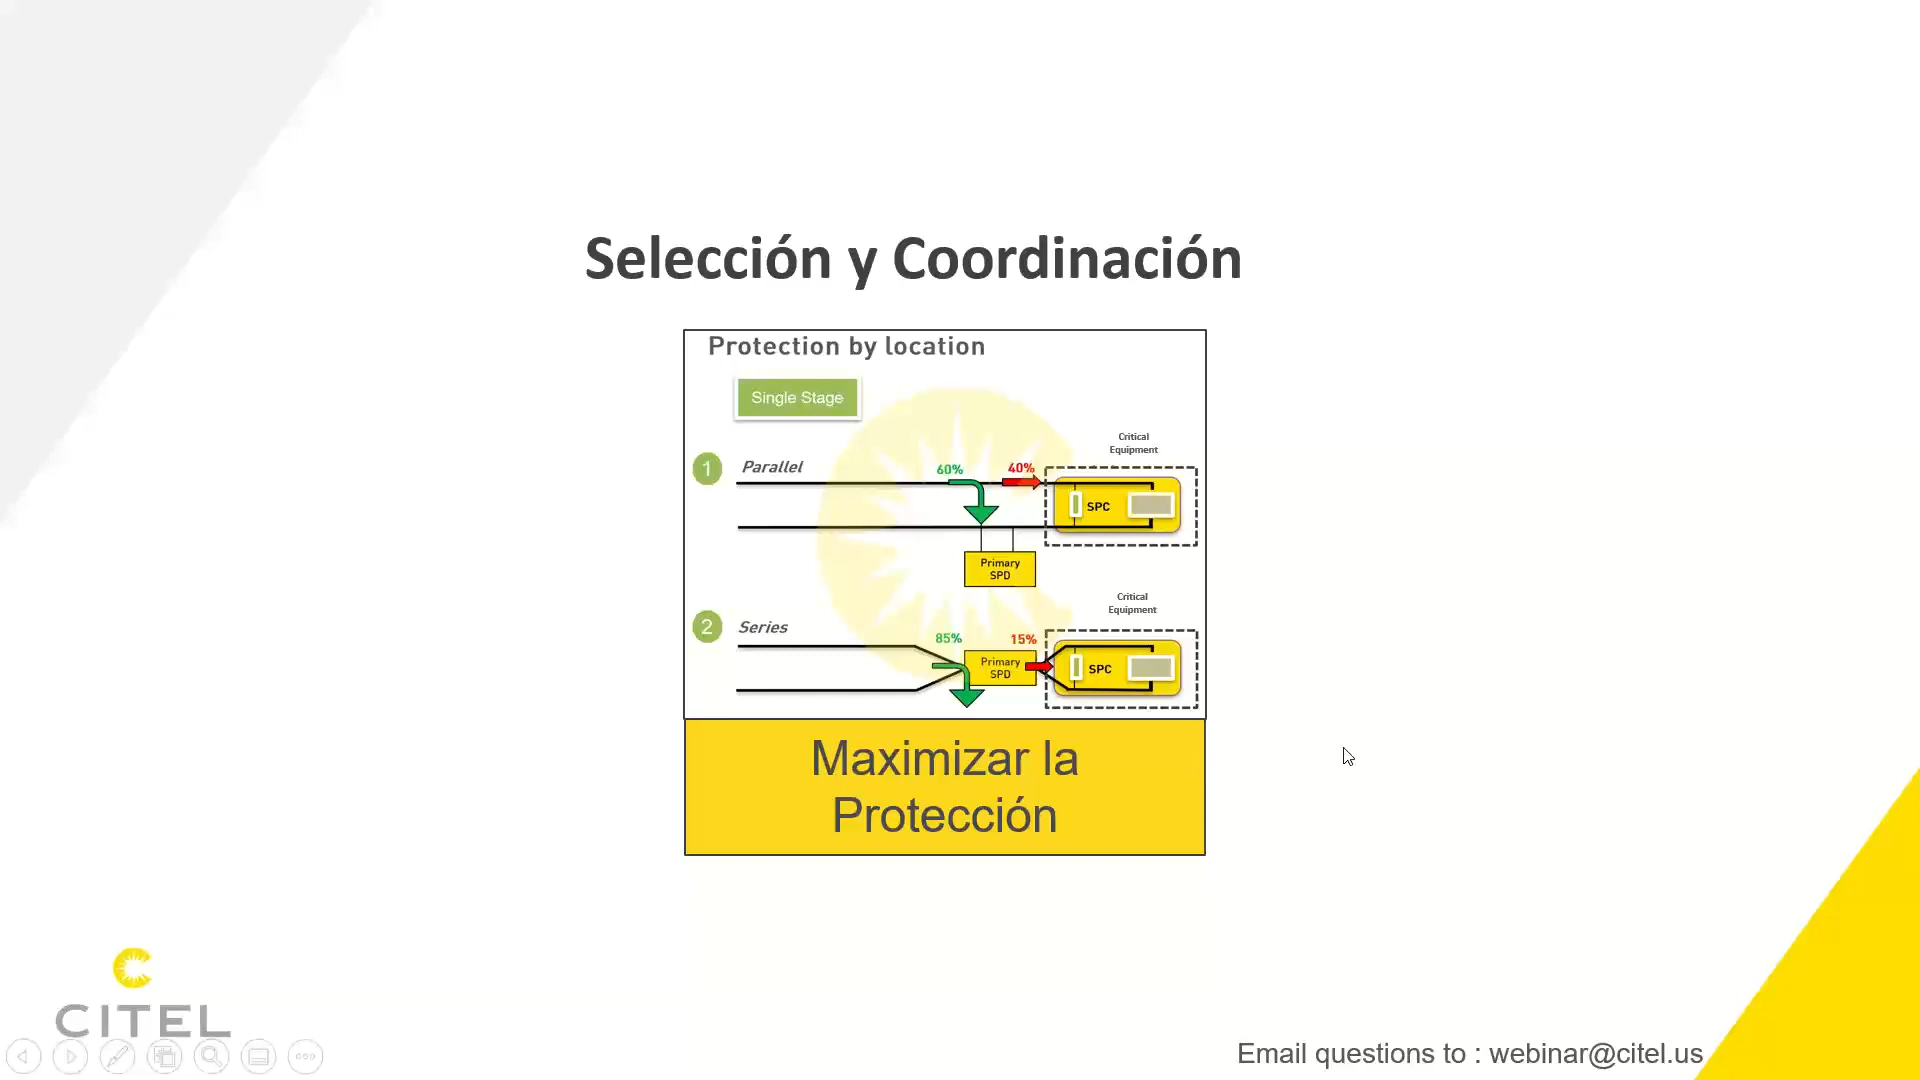 Selección y Coordinación
Protection by location
Single Stage
Critical
Equipment
1 Parallel
60% 40%
SPC
Primary
SPD
Critical
Equipment
2 Series
85% 15%
Primary
SPD
SPC
Maximizar la
Protección
CITEL
Email questions to : webinar@citel.us